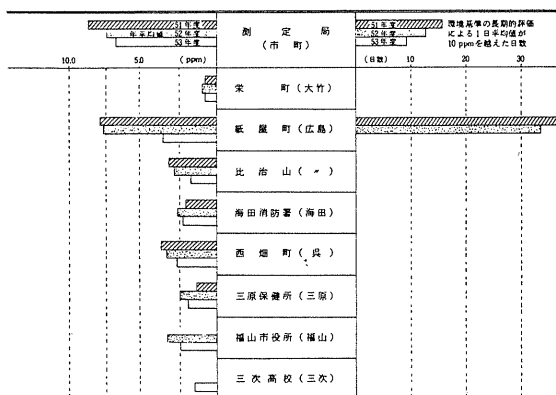 51年度
年平均値 52年度
53年度
測定局
(市町)
51年度
52年度
53年度
環境基準の長期的評価
による1日平均値が
10ppmを越えた日数
10.0 5.0 (ppm)
(日数) 10 20 30
栄町(大竹)
紙屋町(広島)
比治山(〃)
海田消防署(海田)
西畑町(呉)
三原保健所(三原)
福山市役所(福山)
三次高校(三次)